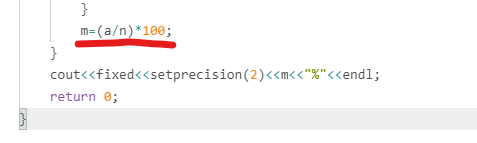 }
m=(a/n)*100;
}
cout<<fixed<<setprecision(2)<<m<<"%"<<endl;
return 0;
}